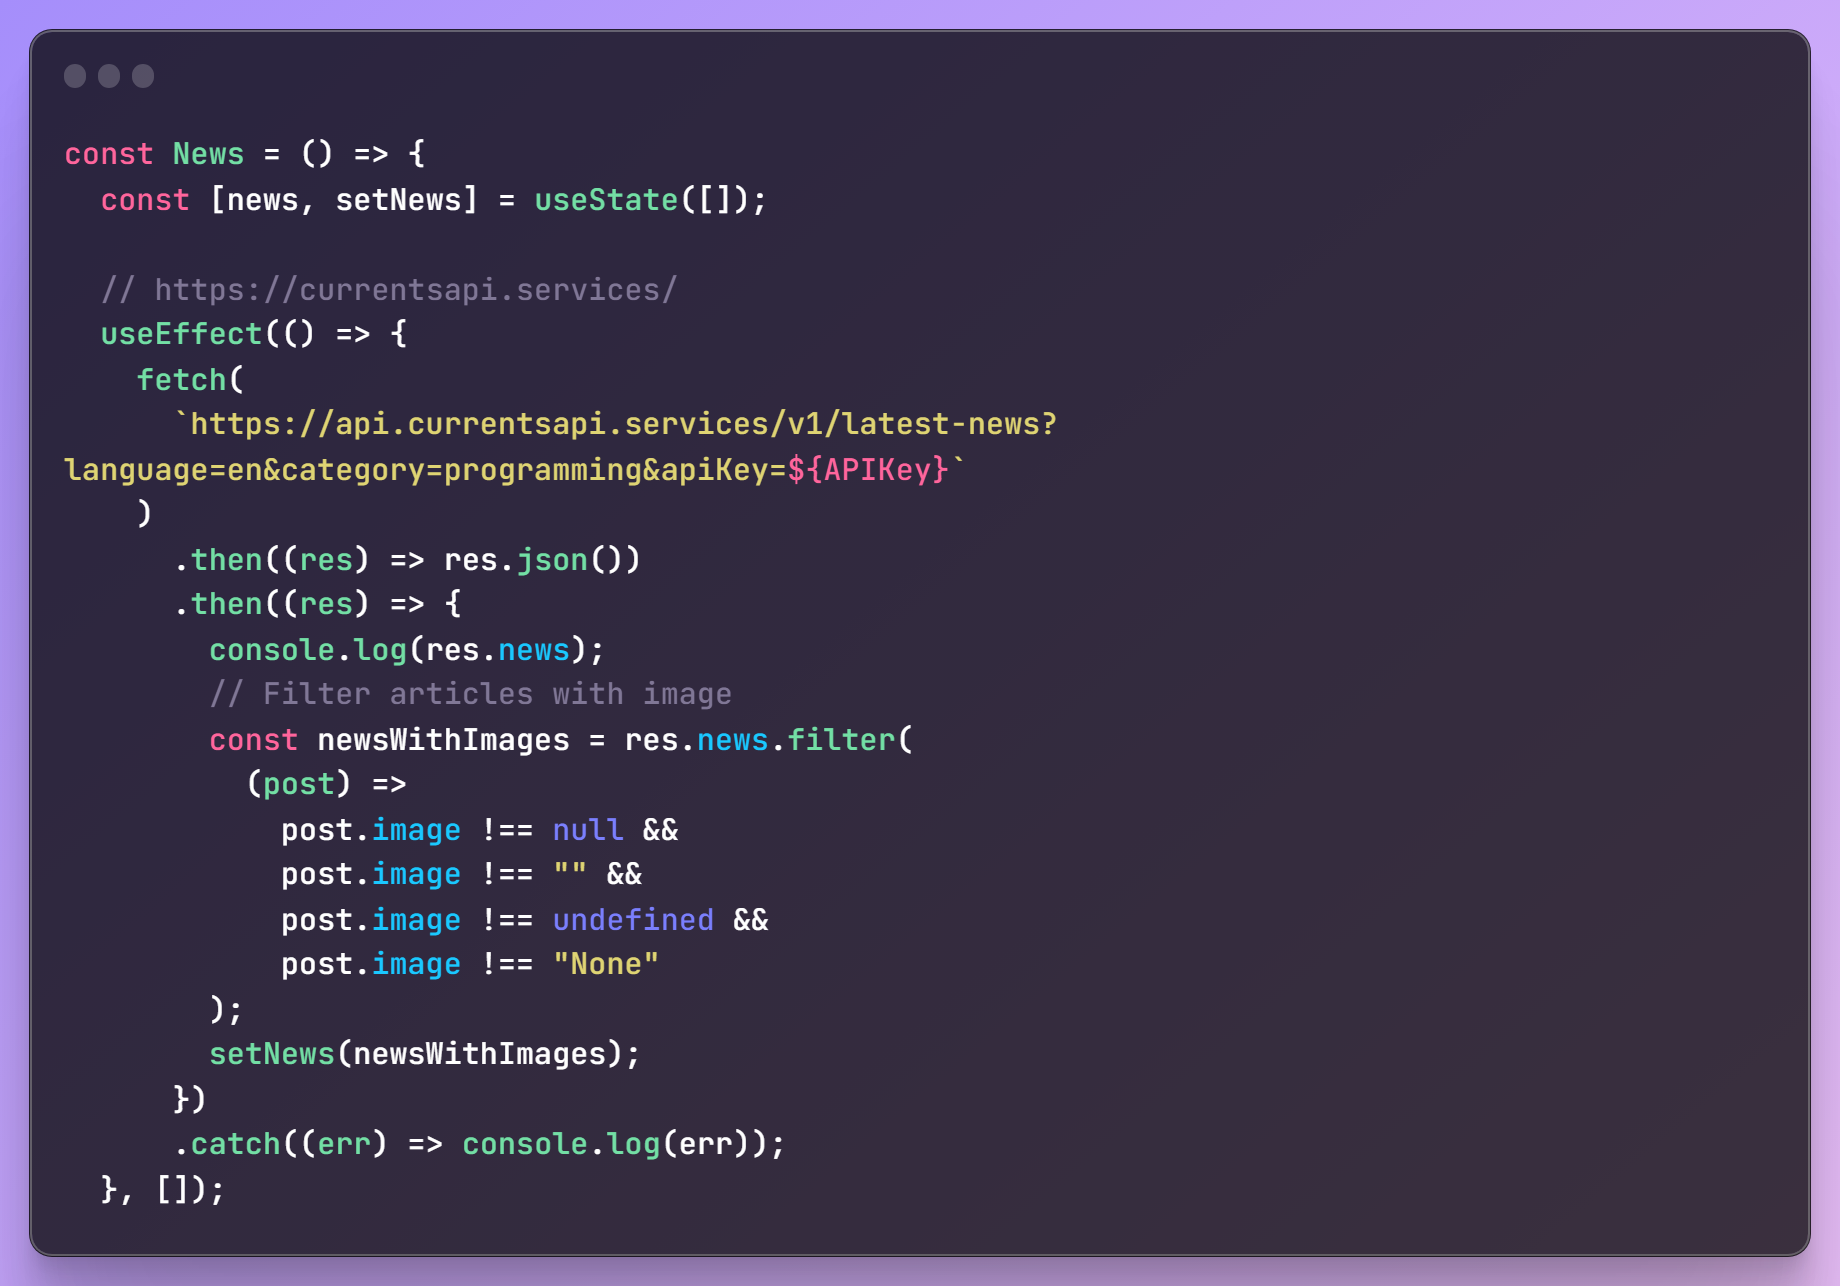 const News = () => {
  const [news, setNews] = useState([]);

  // https://currentsapi.services/
  useEffect(() => {
    fetch(
      `https://api.currentsapi.services/v1/latest-news?
language=en&category=programming&apiKey=${APIKey}`
    )
      .then((res) => res.json())
      .then((res) => {
        console.log(res.news);
        // Filter articles with image
        const newsWithImages = res.news.filter(
          (post) =>
            post.image !== null &&
            post.image !== "" &&
            post.image !== undefined &&
            post.image !== "None"
        );
        setNews(newsWithImages);
      })
      .catch((err) => console.log(err));
  }, []);